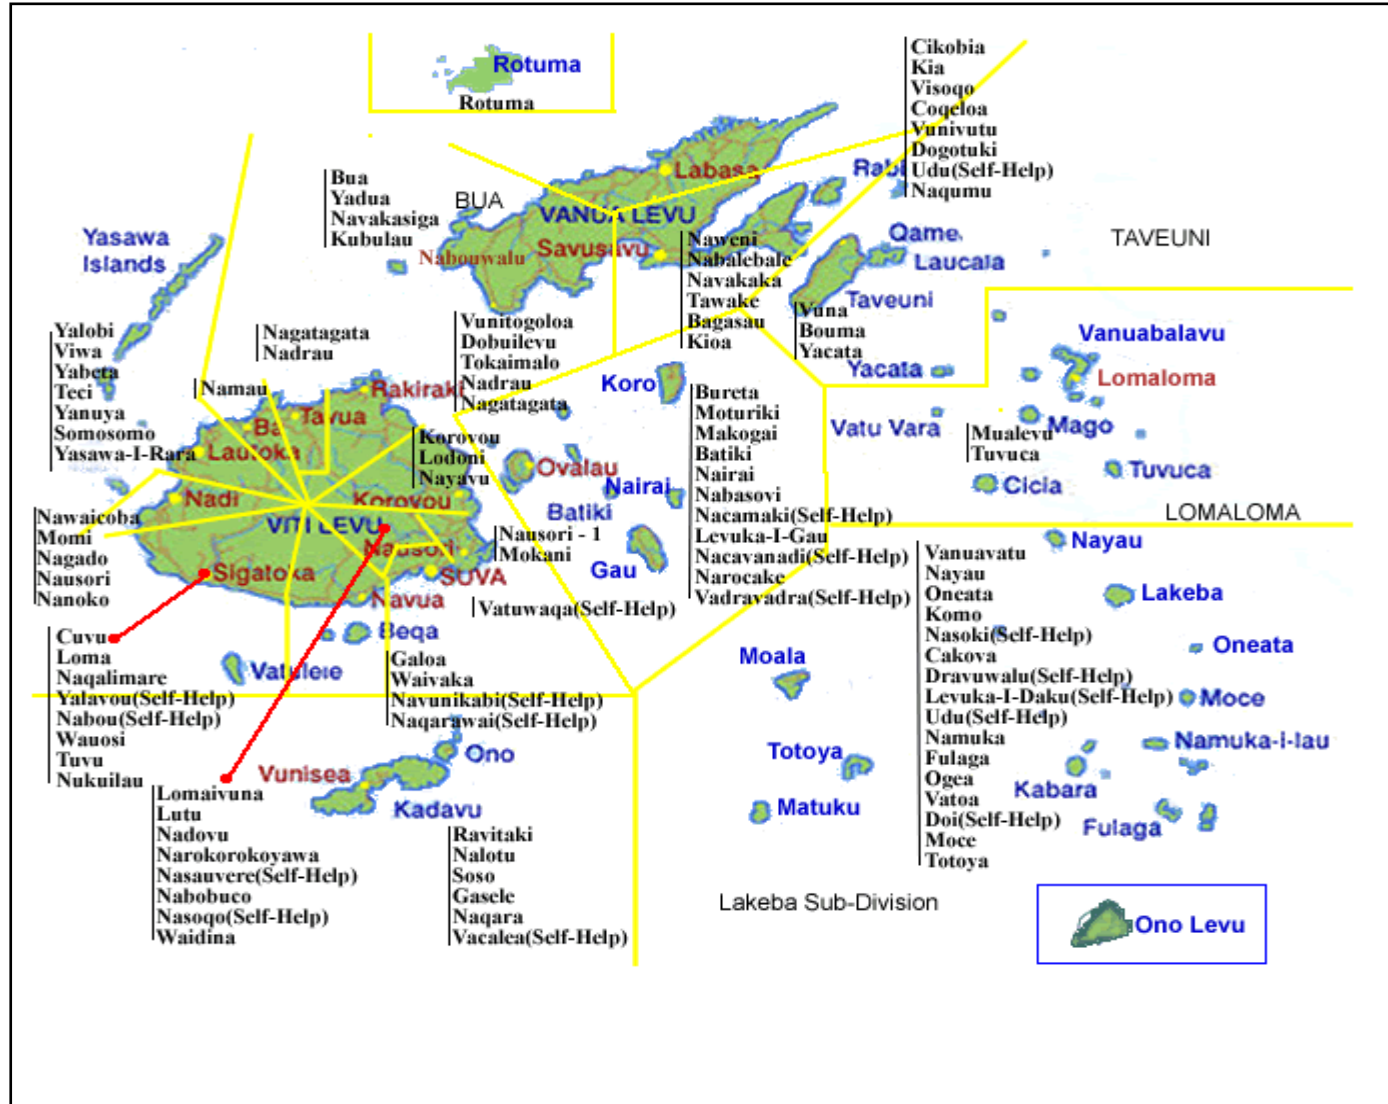 Rotuma
Rotuma
Cikobia
Kia
Visoqo
Coqeloa
Vunivutu
Dogotuki
Udu(Self-Help)
Naqumu
Labasa
Rabi
Bua
Yadua
Navakasiga
Kubulau
BUA
VANUA LEVU
Nabouwalu
Savusavu
Naweni
Nabalebale
Navakaka
Tawake
Bagasau
Kioa
Qame
Laucala
Taveuni
TAVEUNI
Vuna
Bouma
Yacata
Yasawa
Islands
Yalobi
Viwa
Yabeta
Teci
Yanuya
Somosomo
Yasawa-I-Rara
Nagatagata
Nadrau
Namau
Vunitogoloa
Dobuilevu
Tokaimalo
Nadrau
Nagatagata
Rakiraki
Tavua
Ba
Lautoka
Nadi
VITI LEVU
Korovou
Korovou
Lodoni
Nayavu
Nausori
SUVA
Navua
Sigatoka
Nausori - 1
Mokani
Vatuwaqa(Self-Help)
Koro
Ovalau
Nairai
Batiki
Gau
Bureta
Moturiki
Makogai
Batiki
Nairai
Nabasovi
Nacamaki(Self-Help)
Levuka-I-Gau
Nacavanadi(Self-Help)
Narocake
Vadravadra(Self-Help)
Yacata
Vatu Vara
Vanuabalavu
Lomaloma
Mago
Mualevu
Tuvuca
Cicia
Tuvuca
LOMALOMA
Nawaicoba
Momi
Nagado
Nausori
Nanoko
Cuvu
Loma
Naqalimare
Yalavou(Self-Help)
Nabou(Self-Help)
Wauosi
Tuvu
Nukuilau
Beqa
Vatulele
Galoa
Waivaka
Navunikabi(Self-Help)
Naqarawai(Self-Help)
Nayau
Lakeba
Oneata
Moce
Namuka-i-lau
Kabara
Fulaga
Vanuavatu
Nayau
Oneata
Komo
Nasoki(Self-Help)
Cakova
Dravuwalu(Self-Help)
Levuka-I-Daku(Self-Help)
Udu(Self-Help)
Namuka
Fulaga
Ogea
Vatoa
Doi(Self-Help)
Moce
Totoya
Moala
Totoya
Matuku
Ono
Vunisea
Kadavu
Lomaivuna
Lutu
Nadovu
Narokorokoyawa
Nasauvere(Self-Help)
Nabobuco
Nasoqo(Self-Help)
Waidina
Ravitaki
Nalotu
Soso
Gasele
Naqara
Vacalea(Self-Help)
Lakeba Sub-Division
Ono Levu